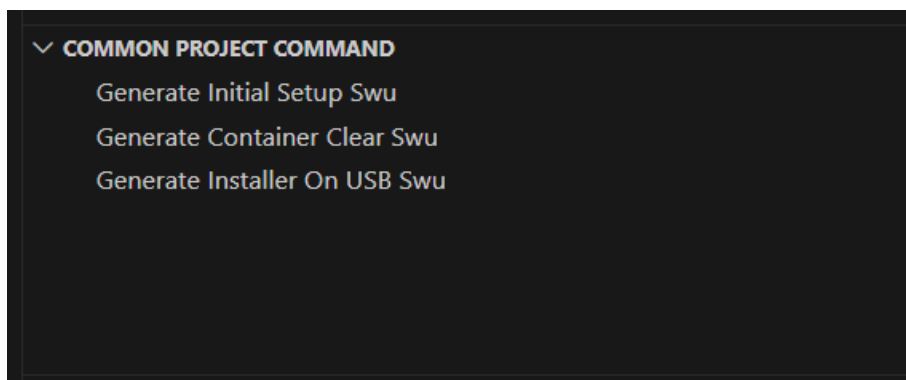 COMMON PROJECT COMMAND
Generate Initial Setup Swu
Generate Container Clear Swu
Generate Installer On USB Swu